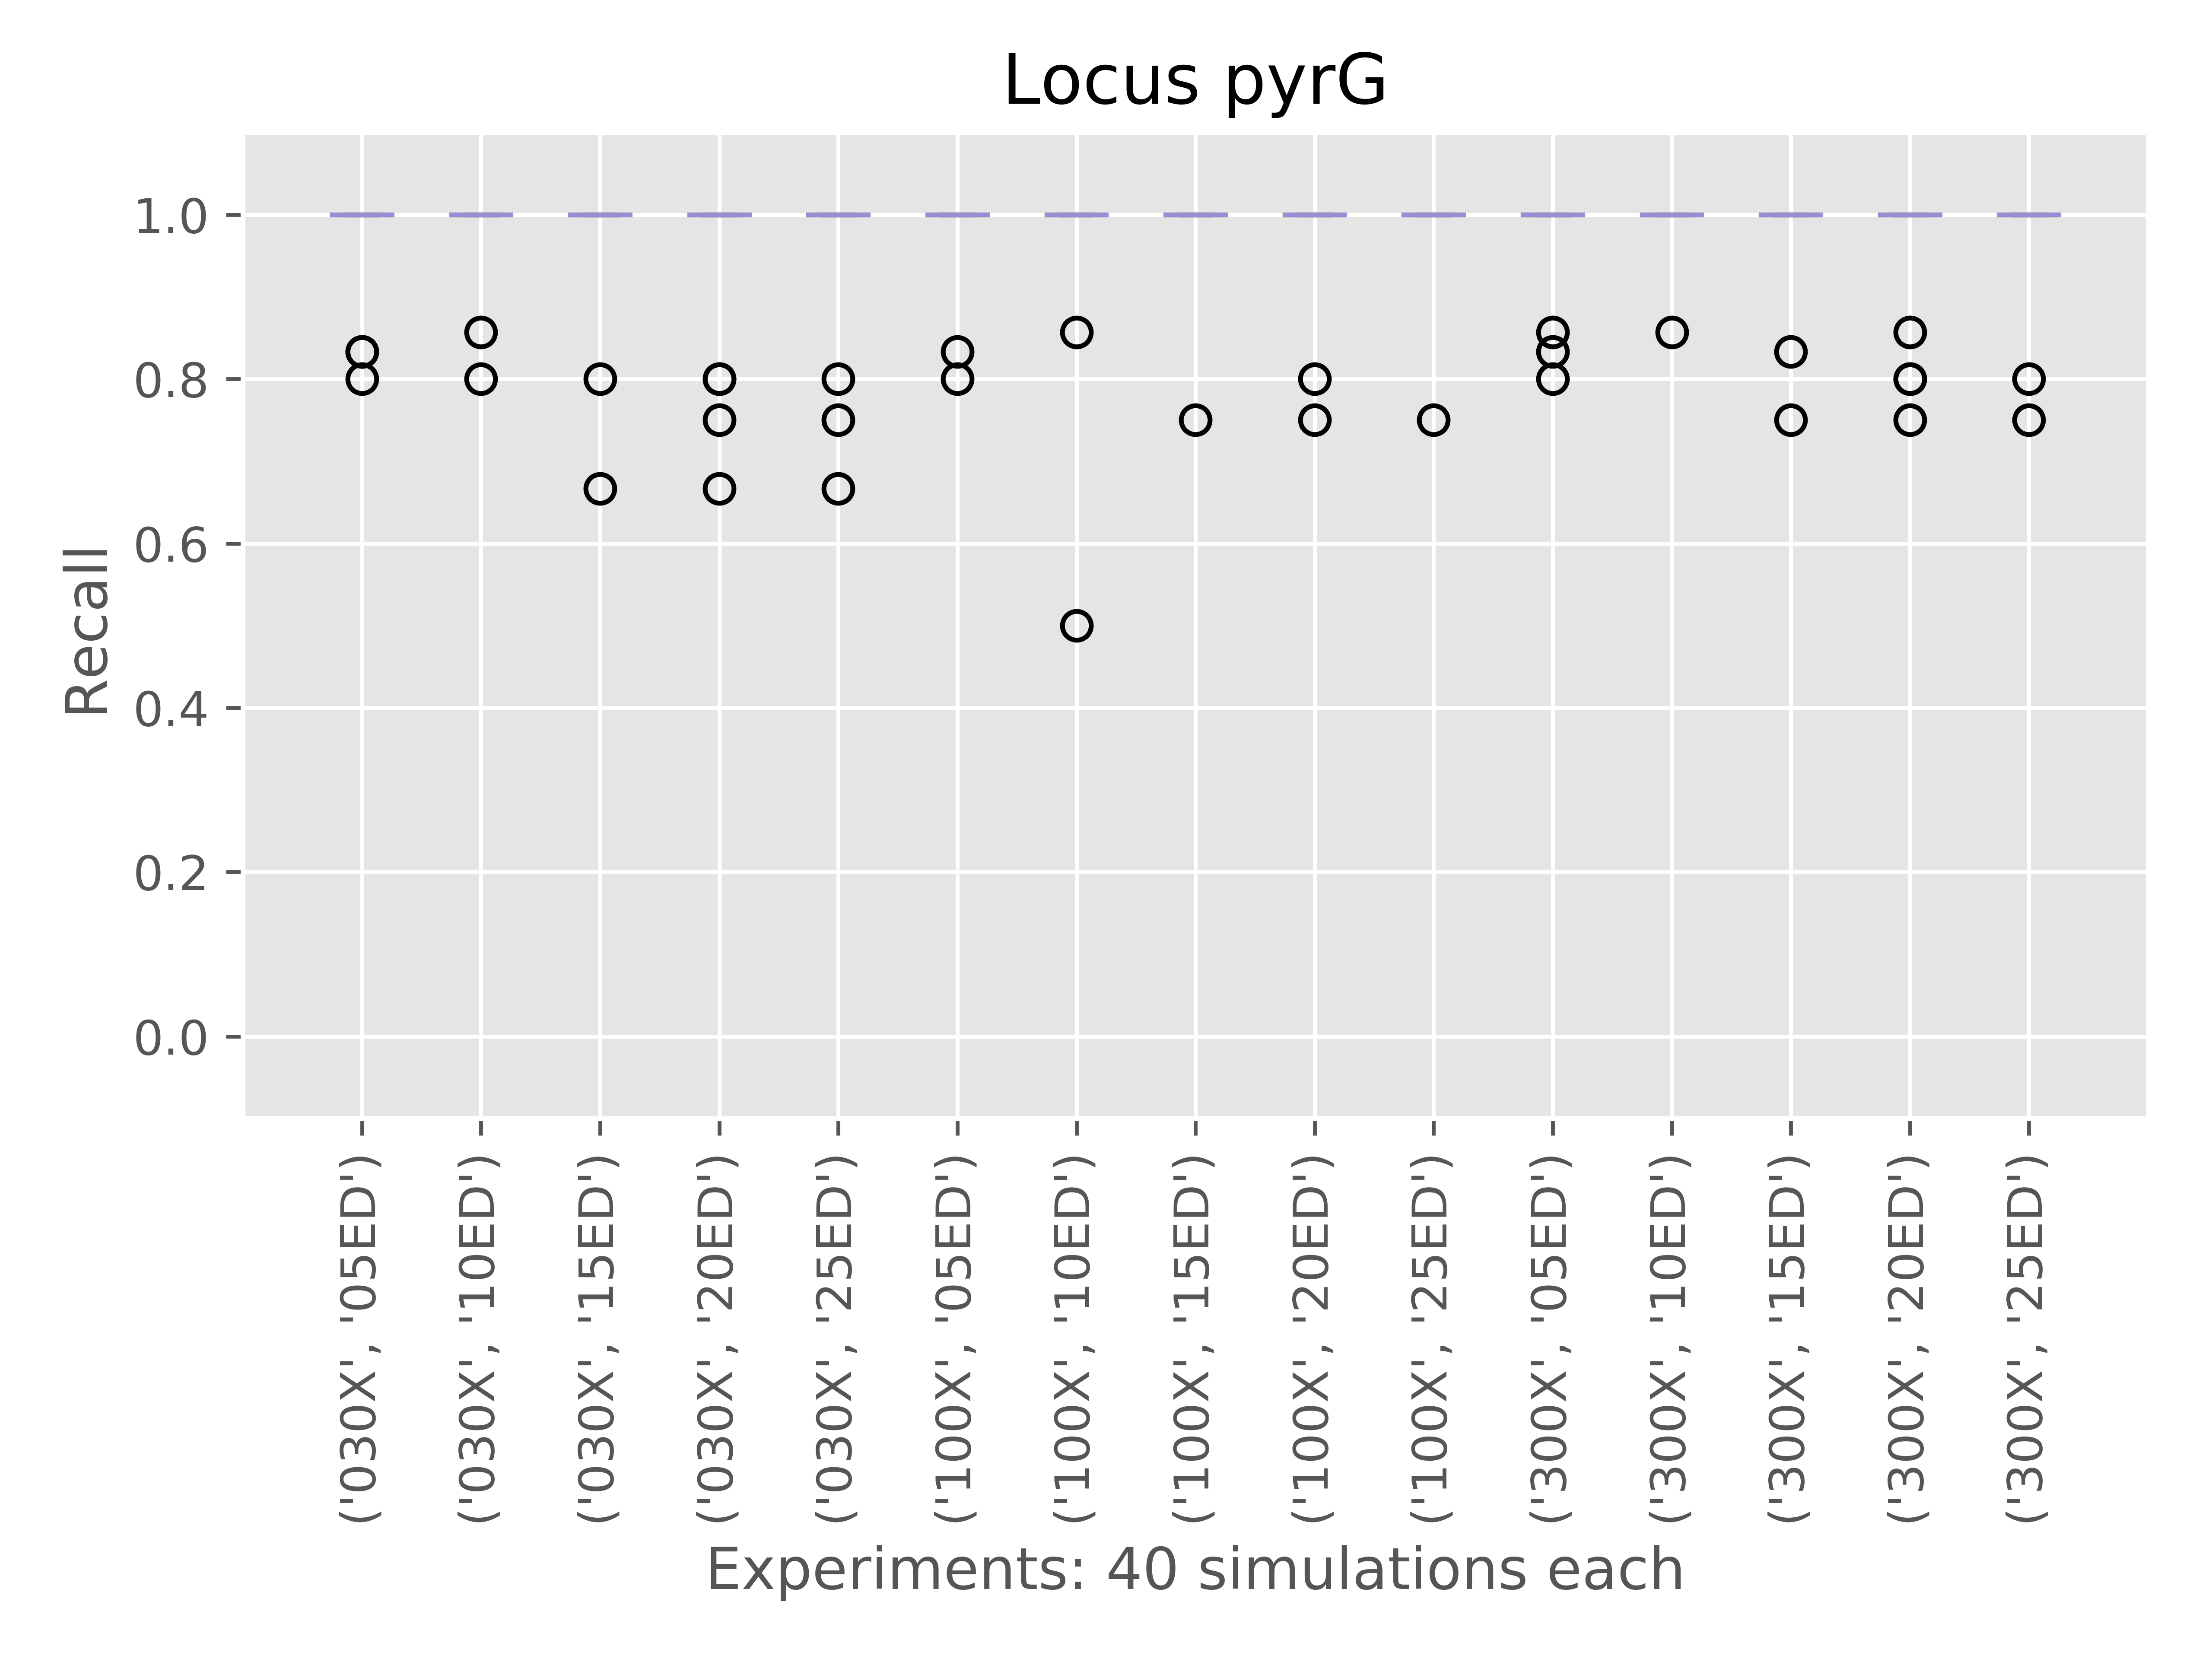 Locus pyrG
Recall
1.0
0.8
0.6
0.4
0.2
0.0
('030X', '05ED')
('030X', '10ED')
('030X', '15ED')
('030X', '20ED')
('030X', '25ED')
('100X', '05ED')
('100X', '10ED')
('100X', '15ED')
('100X', '20ED')
('100X', '25ED')
('300X', '05ED')
('300X', '10ED')
('300X', '15ED')
('300X', '20ED')
('300X', '25ED')
Experiments: 40 simulations each